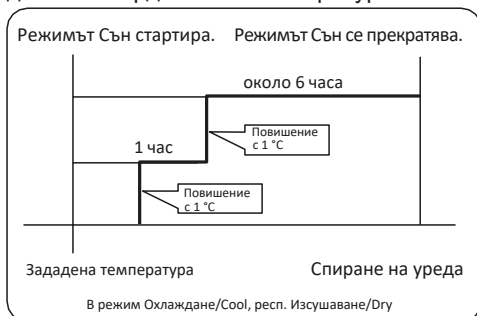 Режимът Сън стартира. Режимът Сън се прекратява.
около 6 часа
Повишение
с 1 °C
1 час
Повишение
с 1 °C
Зададена температура Спиране на уреда
В режим Охлаждане/Cool, респ. Изсушаване/Dry